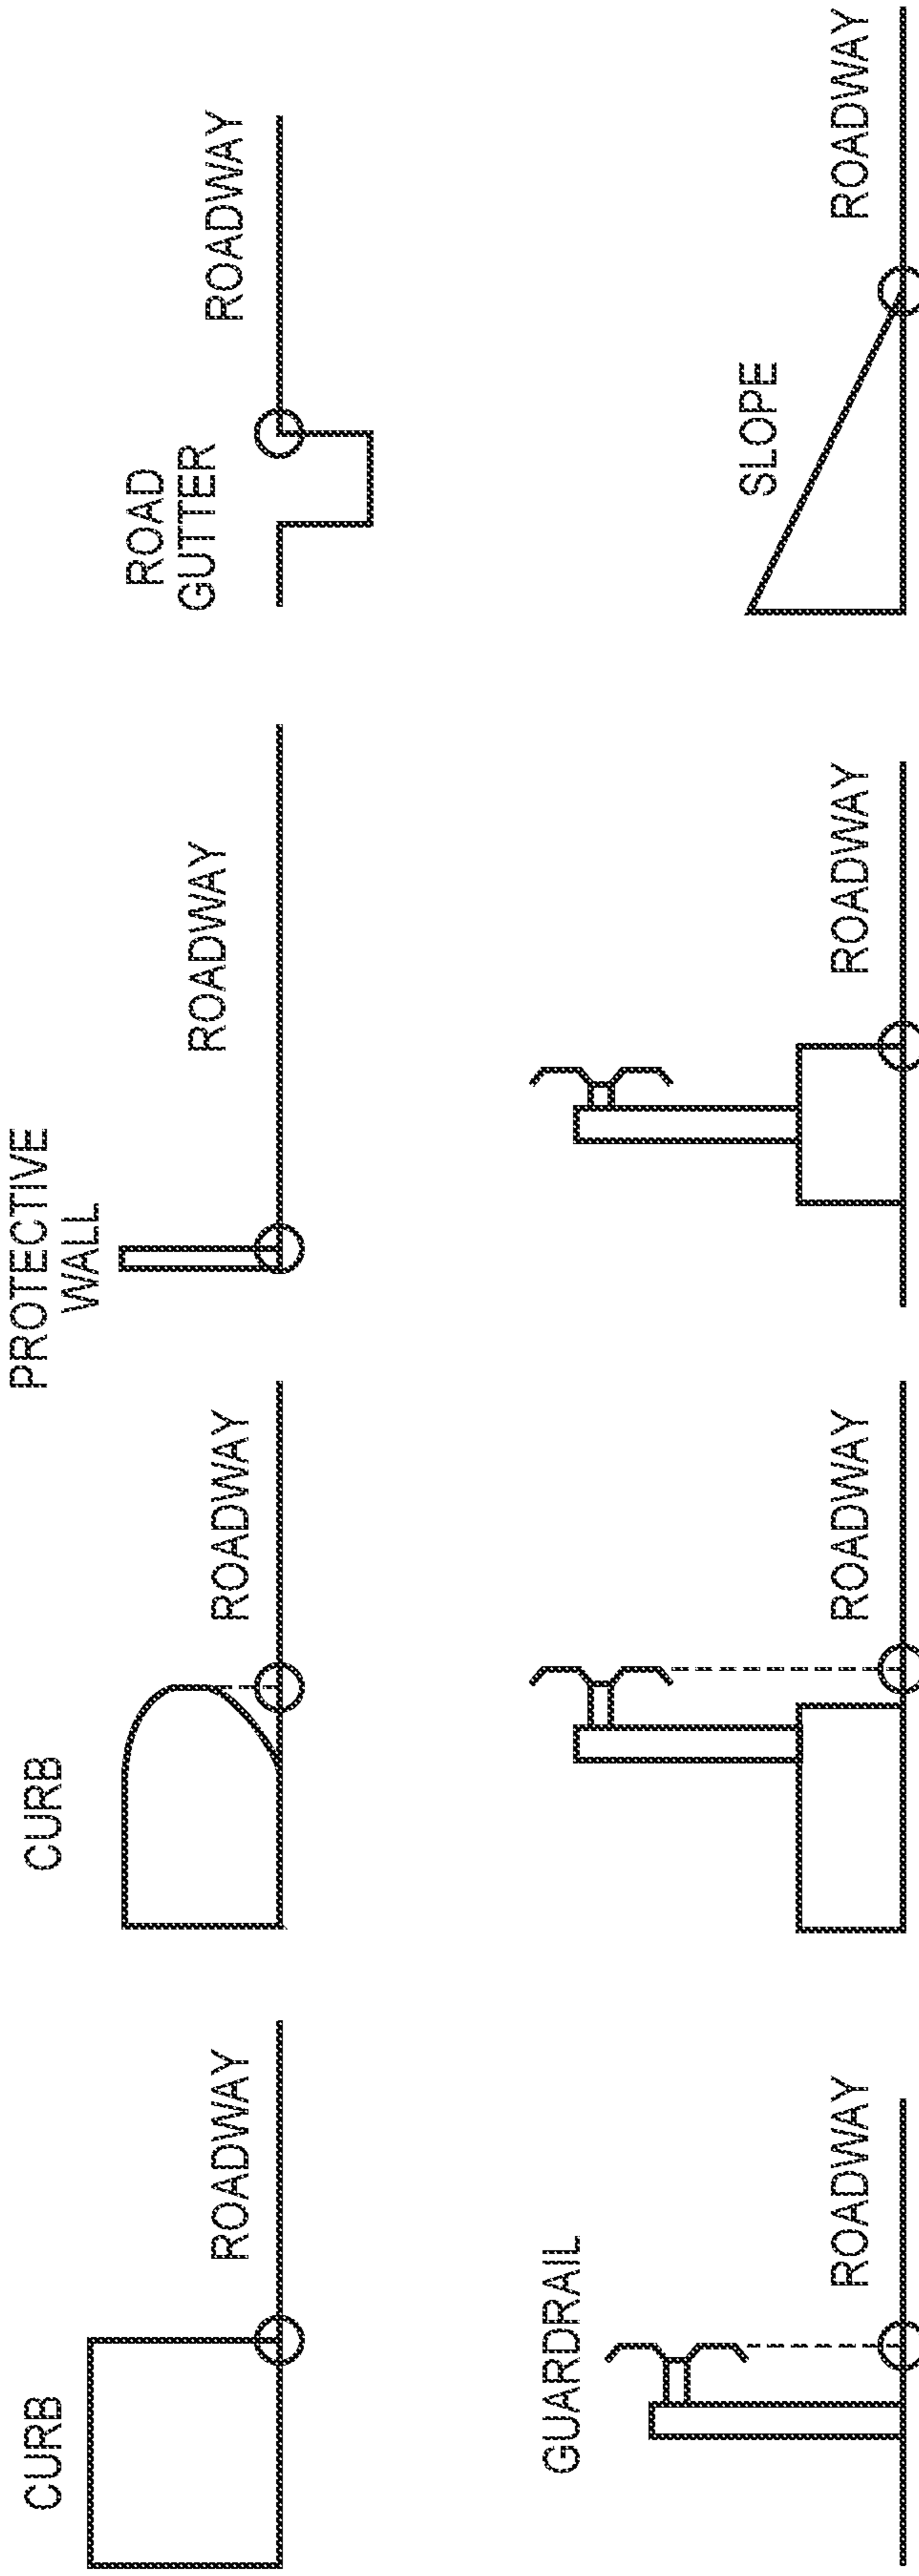 CURB
ROADWAY
CURB
ROADWAY
PROTECTIVE
WALL
ROADWAY
ROAD
GUTTER
ROADWAY
GUARDRAIL
ROADWAY
ROADWAY
ROADWAY
SLOPE
ROADWAY